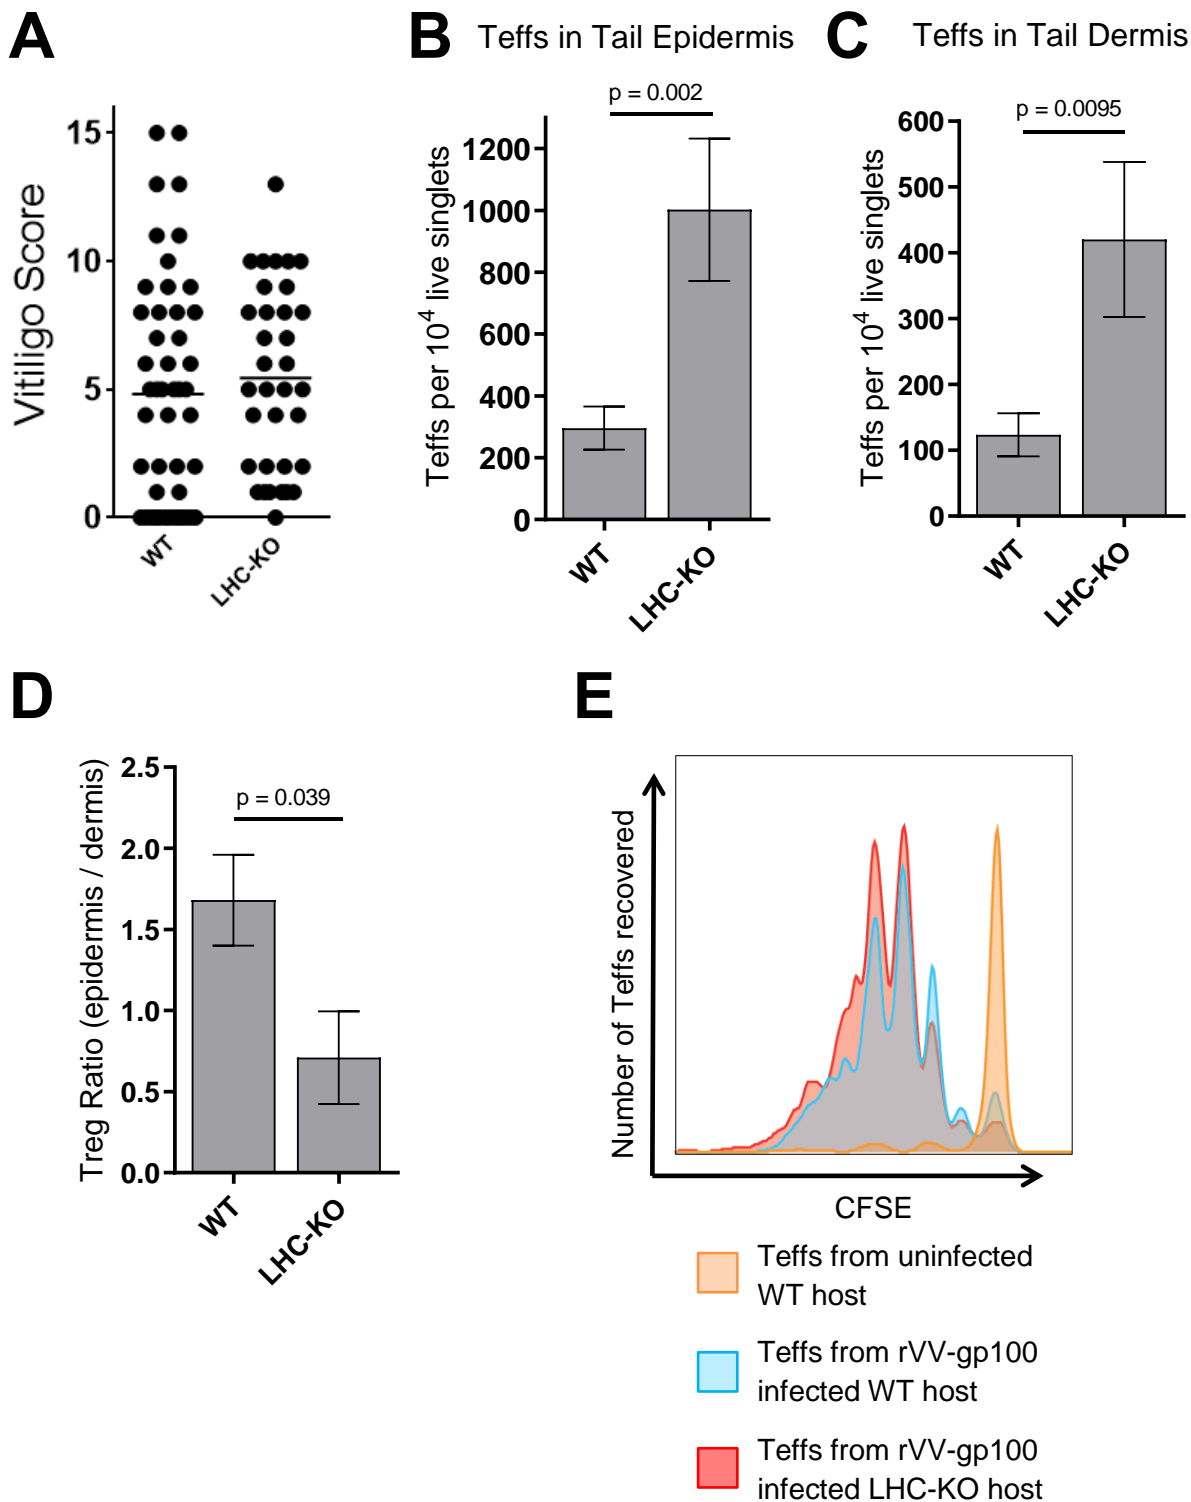 A
Vitiligo Score
15
10
5
0
WT
LHC-KO
B
Teffs in Tail Epidermis
p = 0.002
Teffs per 10^4 live singlets
1200
1000
800
600
400
200
0
WT
LHC-KO
C
Teffs in Tail Dermis
p = 0.0095
Teffs per 10^4 live singlets
600
500
400
300
200
100
0
WT
LHC-KO
D
p = 0.039
Treg Ratio (epidermis / dermis)
2.5
2.0
1.5
1.0
0.5
0.0
WT
LHC-KO
E
Number of Teffs recovered
CFSE
Teffs from uninfected
WT host
Teffs from rVV-gp100
infected WT host
Teffs from rVV-gp100
infected LHC-KO host